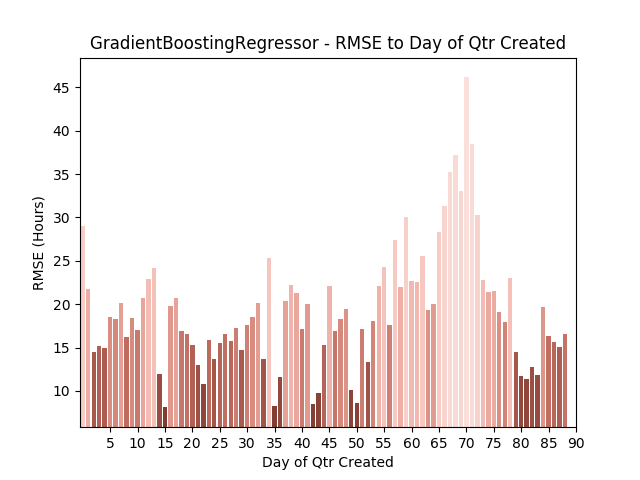 GradientBoostingRegressor - RMSE to Day of Qtr Created
45
40
35
30
25
20
15
10
RMSE (Hours)
5 10 15 20 25 30 35 40 45 50 55 60 65 70 75 80 85 90
Day of Qtr Created